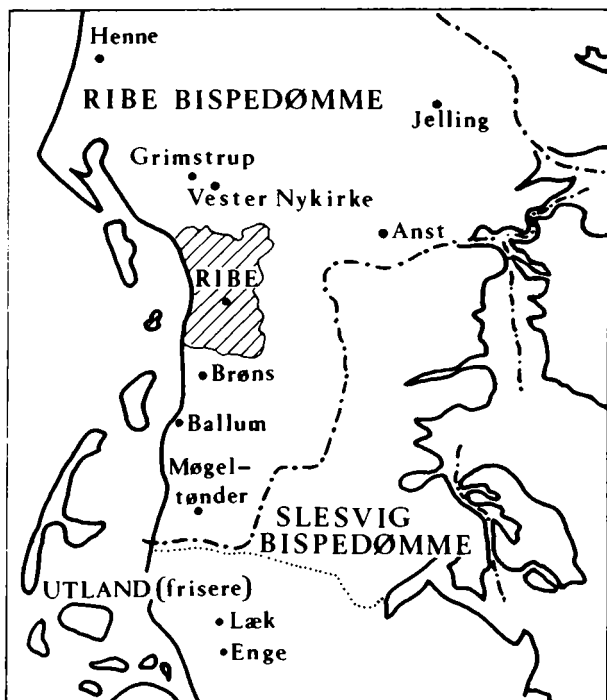 Henne
RIBE BISPEDØMME
Jelling
Grimstrup
Vester Nykirke
Anst
RIBE
Brøns
Ballum
Møgel-
tønder
SLESVIG
BISPEDØMME
UTLAND (frisere)
Læk
Enge